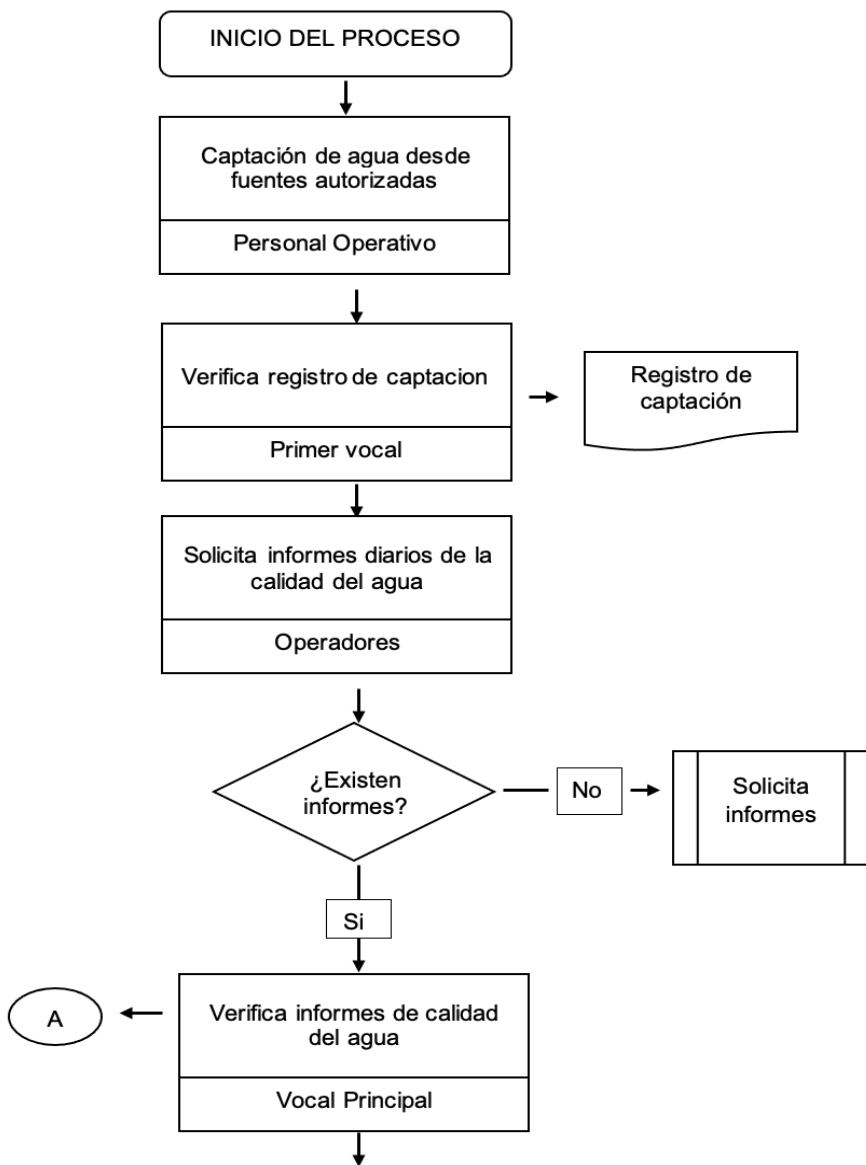 INICIO DEL PROCESO
Captación de agua desde
fuentes autorizadas
Personal Operativo
Verifica registro de captacion
Primer vocal
Registro de
captación
Solicita informes diarios de la
calidad del agua
Operadores
¿Existen
informes?
No
Solicita
informes
Si
Verifica informes de calidad
del agua
Vocal Principal
A